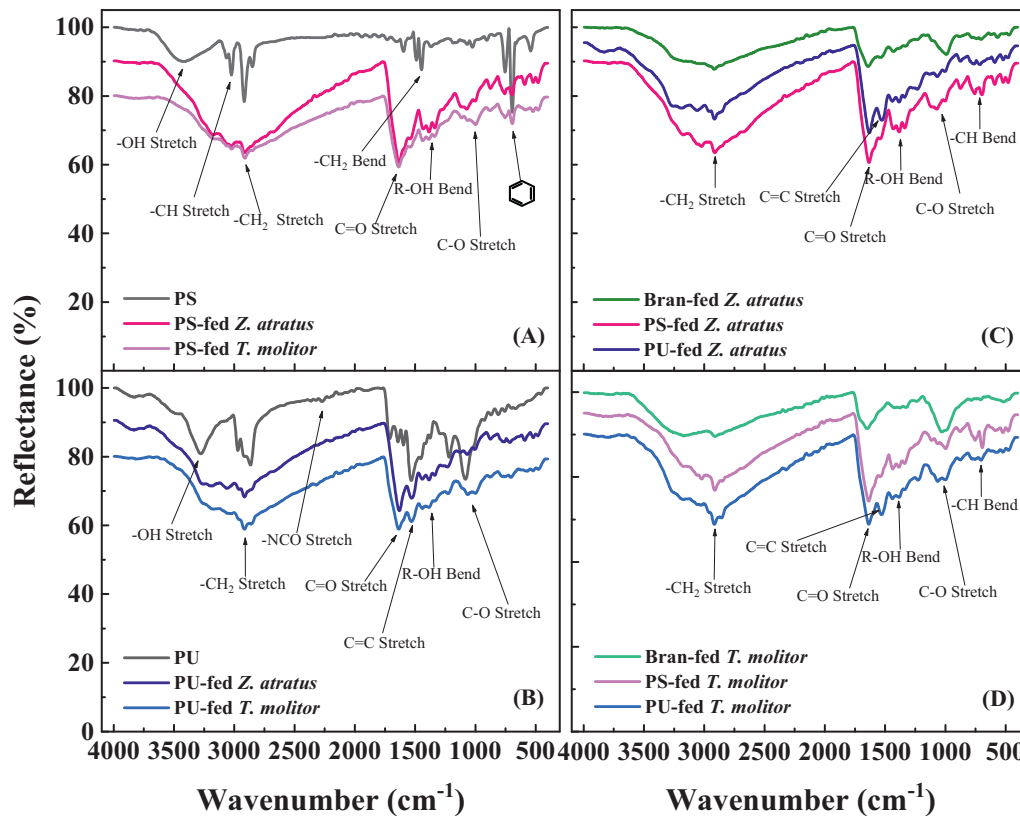 Reflectance (%)
100
80
60
40
20
-OH Stretch
-CH Stretch
-CH2 Stretch
-CH2 Bend
R-OH Bend
C=O Stretch
C-O Stretch
PS
PS-fed Z. atratus
PS-fed T. molitor
(A)
-CH2 Stretch
C=C Stretch
C=O Stretch
R-OH Bend
C-O Stretch
-CH Bend
Bran-fed Z. atratus
PS-fed Z. atratus
PU-fed Z. atratus
(C)
100
80
60
40
20
0
-OH Stretch
-NCO Stretch
-CH2 Stretch
C=O Stretch
R-OH Bend
C-O Stretch
C=C Stretch
PU
PU-fed Z. atratus
PU-fed T. molitor
(B)
-CH Bend
C=C Stretch
R-OH Bend
-CH2 Stretch
C=O Stretch
C-O Stretch
Bran-fed T. molitor
PS-fed T. molitor
PU-fed T. molitor
(D)
4000 3500 3000 2500 2000 1500 1000 500
4000 3500 3000 2500 2000 1500 1000 500
Wavenumber (cm-1)
Wavenumber (cm-1)